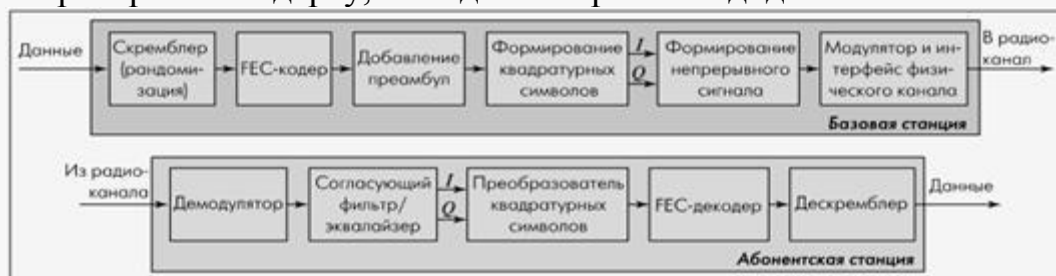 Данные
Скремблер
(рандоми-
зация)
FEC-кодер
Добавление
преамбул
Формирование
квадратурных
символов
I
Q
Формирование
непрерывного
сигнала
Модулятор и ин-
терфейс физи-
ческого канала
В радио-
канал
Базовая станция
Из радио-
канала
Демодулятор
Согласующий
фильтр/
эквалайзер
I
Q
Преобразователь
квадратурных
символов
FEC-декодер
Дескремблер
Данные
Абонентская станция